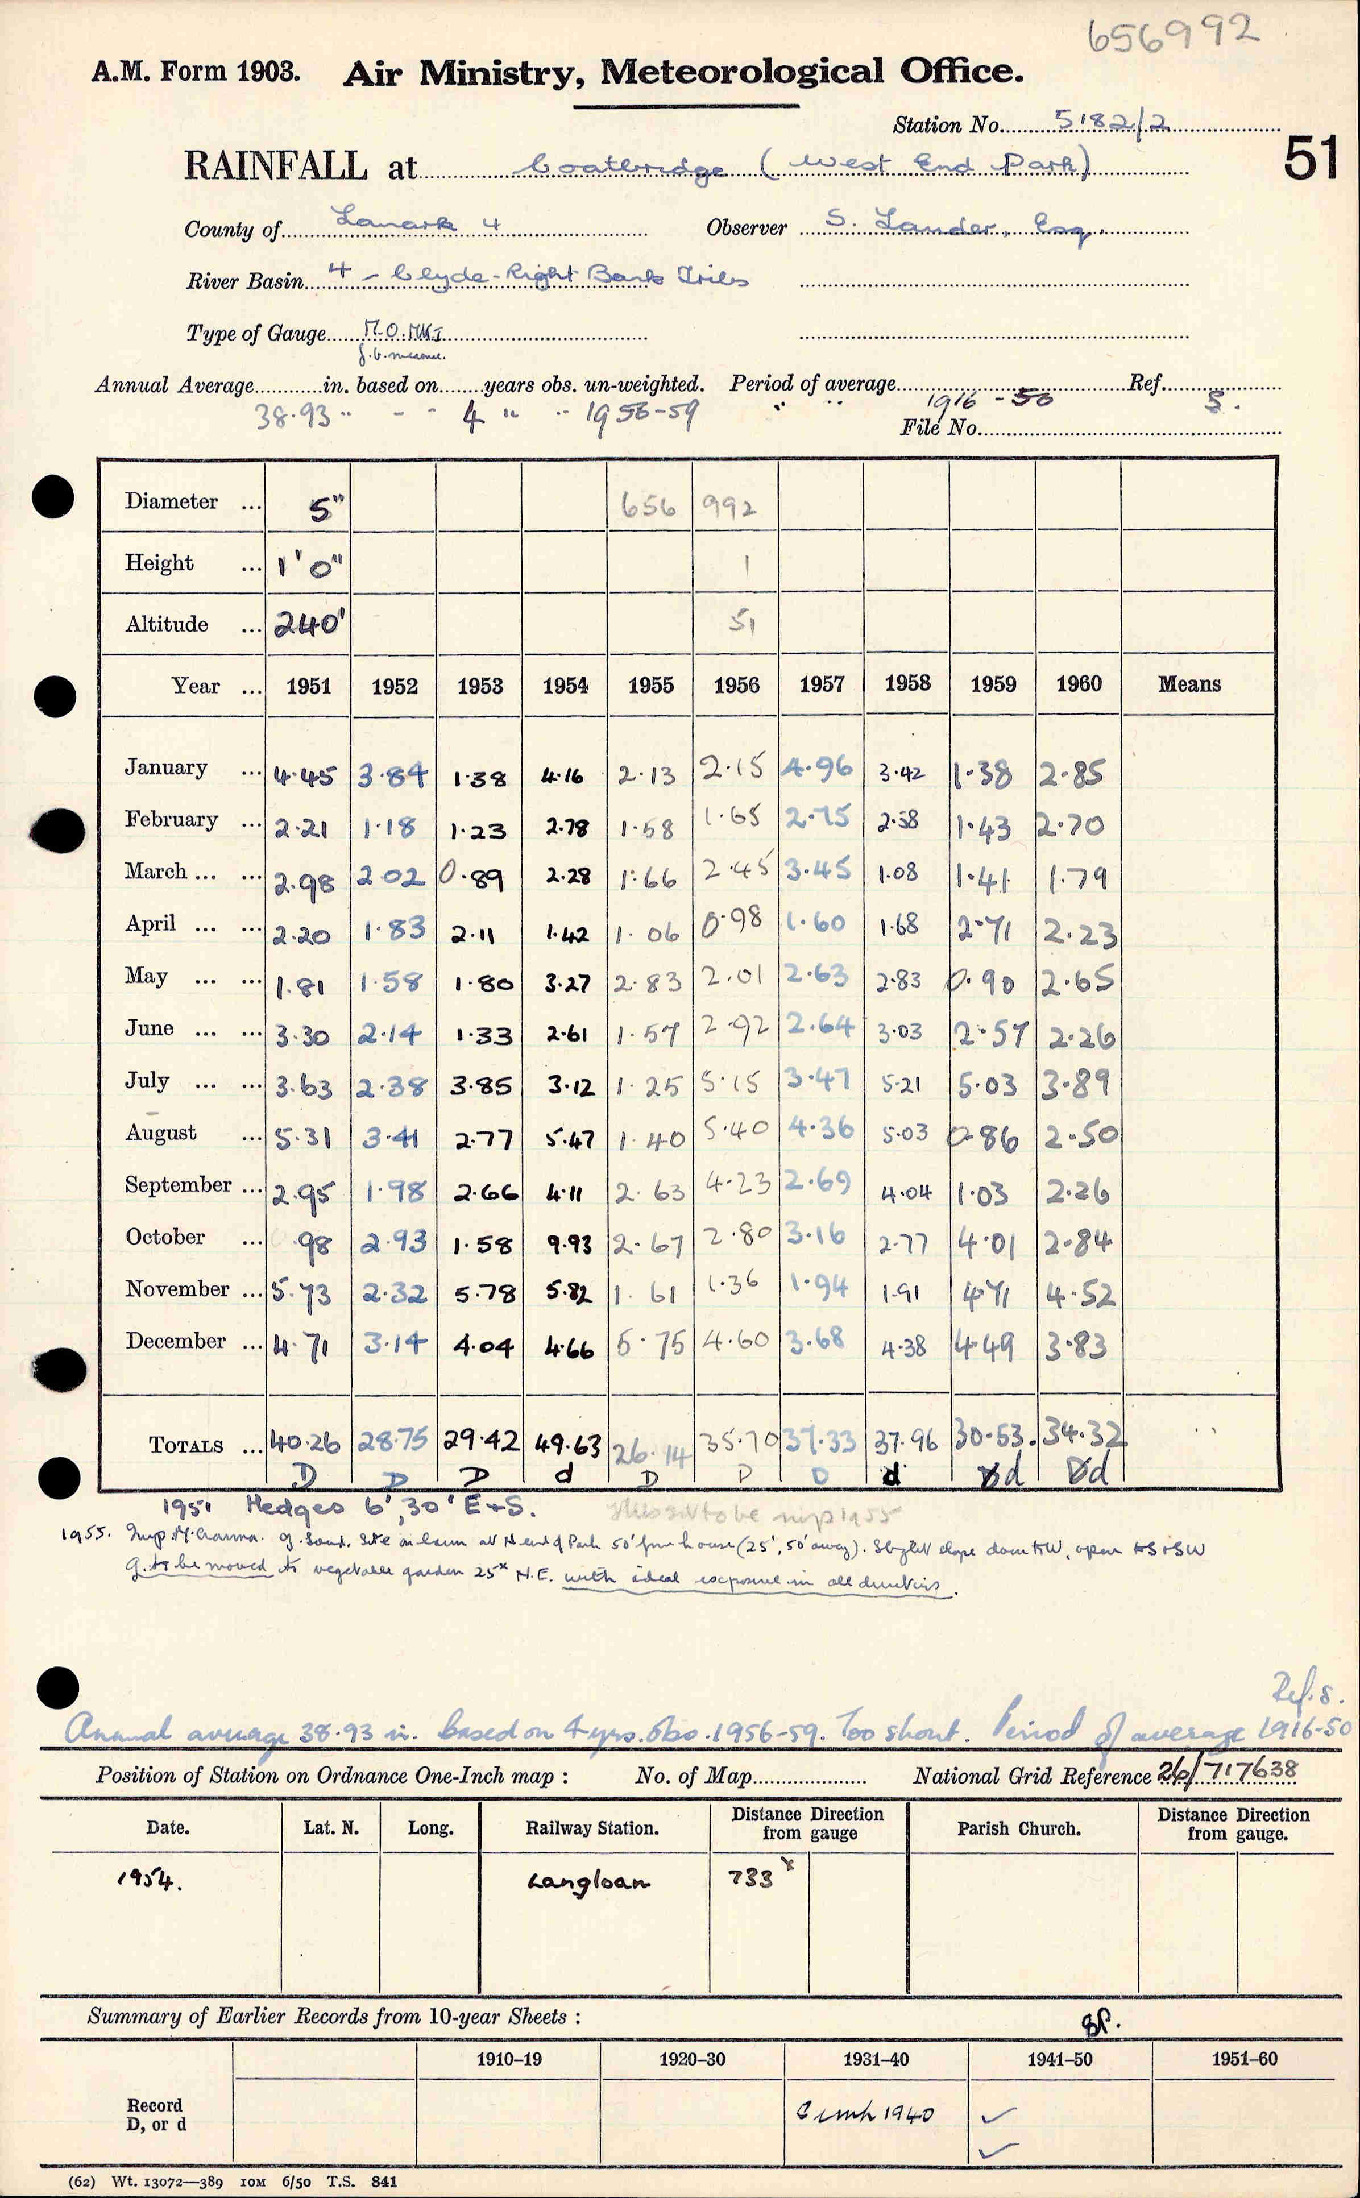 656992
A.M. Form 1903. Air Ministry, Meteorological Office.
Station No. 5182/2
51
RAINFALL at Coatbridge (West End Park)
County of Lanark 4 Observer S. Lander, Esq.
River Basin 4 - Clyde-Right Bank Tribs
Type of Gauge M.O. MK I
g. measure.
Annual Average in. based on years obs. un-weighted. Period of average 1916-50 Ref. S.
38.93 " - - 4 " " 1956-59 " "
File No.
Diameter ... 5" 656 992
Height ... 1' 0" 1
Altitude ... 240' 51
Year ... 1951 1952 1953 1954 1955 1956 1957 1958 1959 1960 Means
January ... 4.45 3.84 1.38 4.16 2.13 2.15 4.96 3.42 1.38 2.85
February ... 2.21 1.18 1.23 2.78 1.58 1.65 2.75 2.58 1.43 2.70
March ... ... 2.98 2.02 0.89 2.28 1.66 2.45 3.45 1.08 1.41 1.79
April ... ... 2.20 1.83 2.11 1.42 1.06 0.98 1.60 1.68 2.71 2.23
May ... ... 1.81 1.58 1.80 3.27 2.83 2.01 2.63 2.83 0.90 2.65
June ... ... 3.30 2.14 1.33 2.61 1.57 2.92 2.64 3.03 2.57 2.26
July ... ... 3.63 2.38 3.85 3.12 1.25 5.15 3.47 5.21 5.03 3.89
August ... 5.31 3.41 2.77 5.47 1.40 5.40 4.36 5.03 0.86 2.50
September ... 2.95 1.98 2.66 4.11 2.63 4.23 2.69 4.04 1.03 2.26
October ... .98 2.93 1.58 9.93 2.67 2.80 3.16 2.77 4.01 2.84
November ... 5.73 2.32 5.78 5.82 1.61 1.36 1.94 1.91 4.71 4.52
December ... 4.71 3.14 4.04 4.66 5.75 4.60 3.68 4.38 4.49 3.83
TOTALS ... 40.26 28.75 29.42 49.63 26.14 35.70 37.33 37.96 30.53 34.32
D D D d D D D d d d
1951 Hedges 6', 30' E+S.
1955. Insp. g. Good. Site on lawn at N end of Park 50' from house (25', 50' away). Slight slope down to W, open to S + SW
g. to be moved to vegetable garden 25x N.E. with ideal exposure in all directions.
Ref. S.
Annual average 38.93 in. based on 4 yrs. obs. 1956-59. Too short. Period of average 1916-50
Position of Station on Ordnance One-Inch map : No. of Map National Grid Reference 26/717638
Date. Lat. N. Long. Railway Station. Distance Direction from gauge Parish Church. Distance Direction from gauge.
1954. Langloan 733x
Summary of Earlier Records from 10-year Sheets : 8P.
1910-19 1920-30 1931-40 1941-50 1951-60
Record
D, or d
1940 ✓
✓
(62) Wt. 13072—389 10M 6/50 T.S. 841